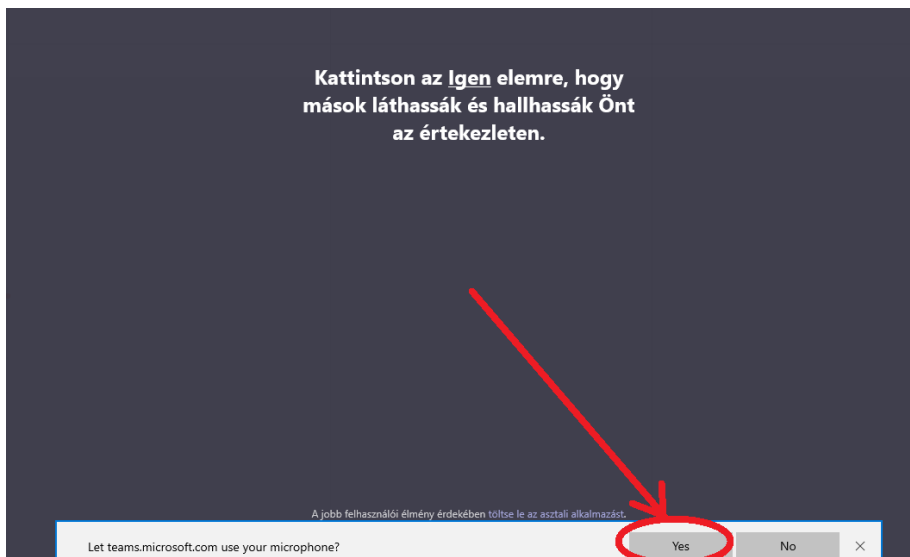 Kattintson az Igen elemre, hogy
mások láthassák és hallhassák Önt
az értekezleten.
A jobb felhasználói élmény érdekében töltse le az asztali alkalmazást.
Let teams.microsoft.com use your microphone? Yes No